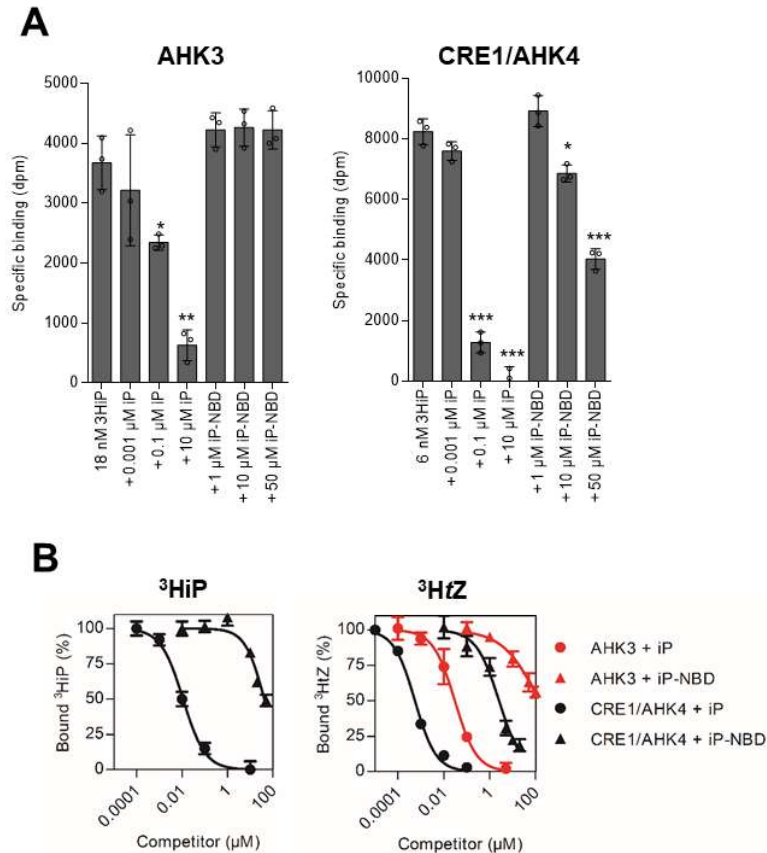 A
AHK3
CRE1/AHK4
Specific binding (dpm)
5000
4000
3000
2000
1000
0
*
**
18 nM 3HiP
+ 0.001 µM iP
+ 0.1 µM iP
+ 10 µM iP
+ 1 µM iP-NBD
+ 10 µM iP-NBD
+ 50 µM iP-NBD
Specific binding (dpm)
10000
8000
6000
4000
2000
0
***
***
*
***
6 nM 3HiP
+ 0.001 µM iP
+ 0.1 µM iP
+ 10 µM iP
+ 1 µM iP-NBD
+ 10 µM iP-NBD
+ 50 µM iP-NBD
B
³HiP
³HtZ
Bound ³HiP (%)
100
75
50
25
0
0.0001
0.01
1
100
Competitor (µM)
Bound ³HtZ (%)
100
75
50
25
0
0.0001
0.01
1
100
Competitor (µM)
AHK3 + iP
AHK3 + iP-NBD
CRE1/AHK4 + iP
CRE1/AHK4 + iP-NBD